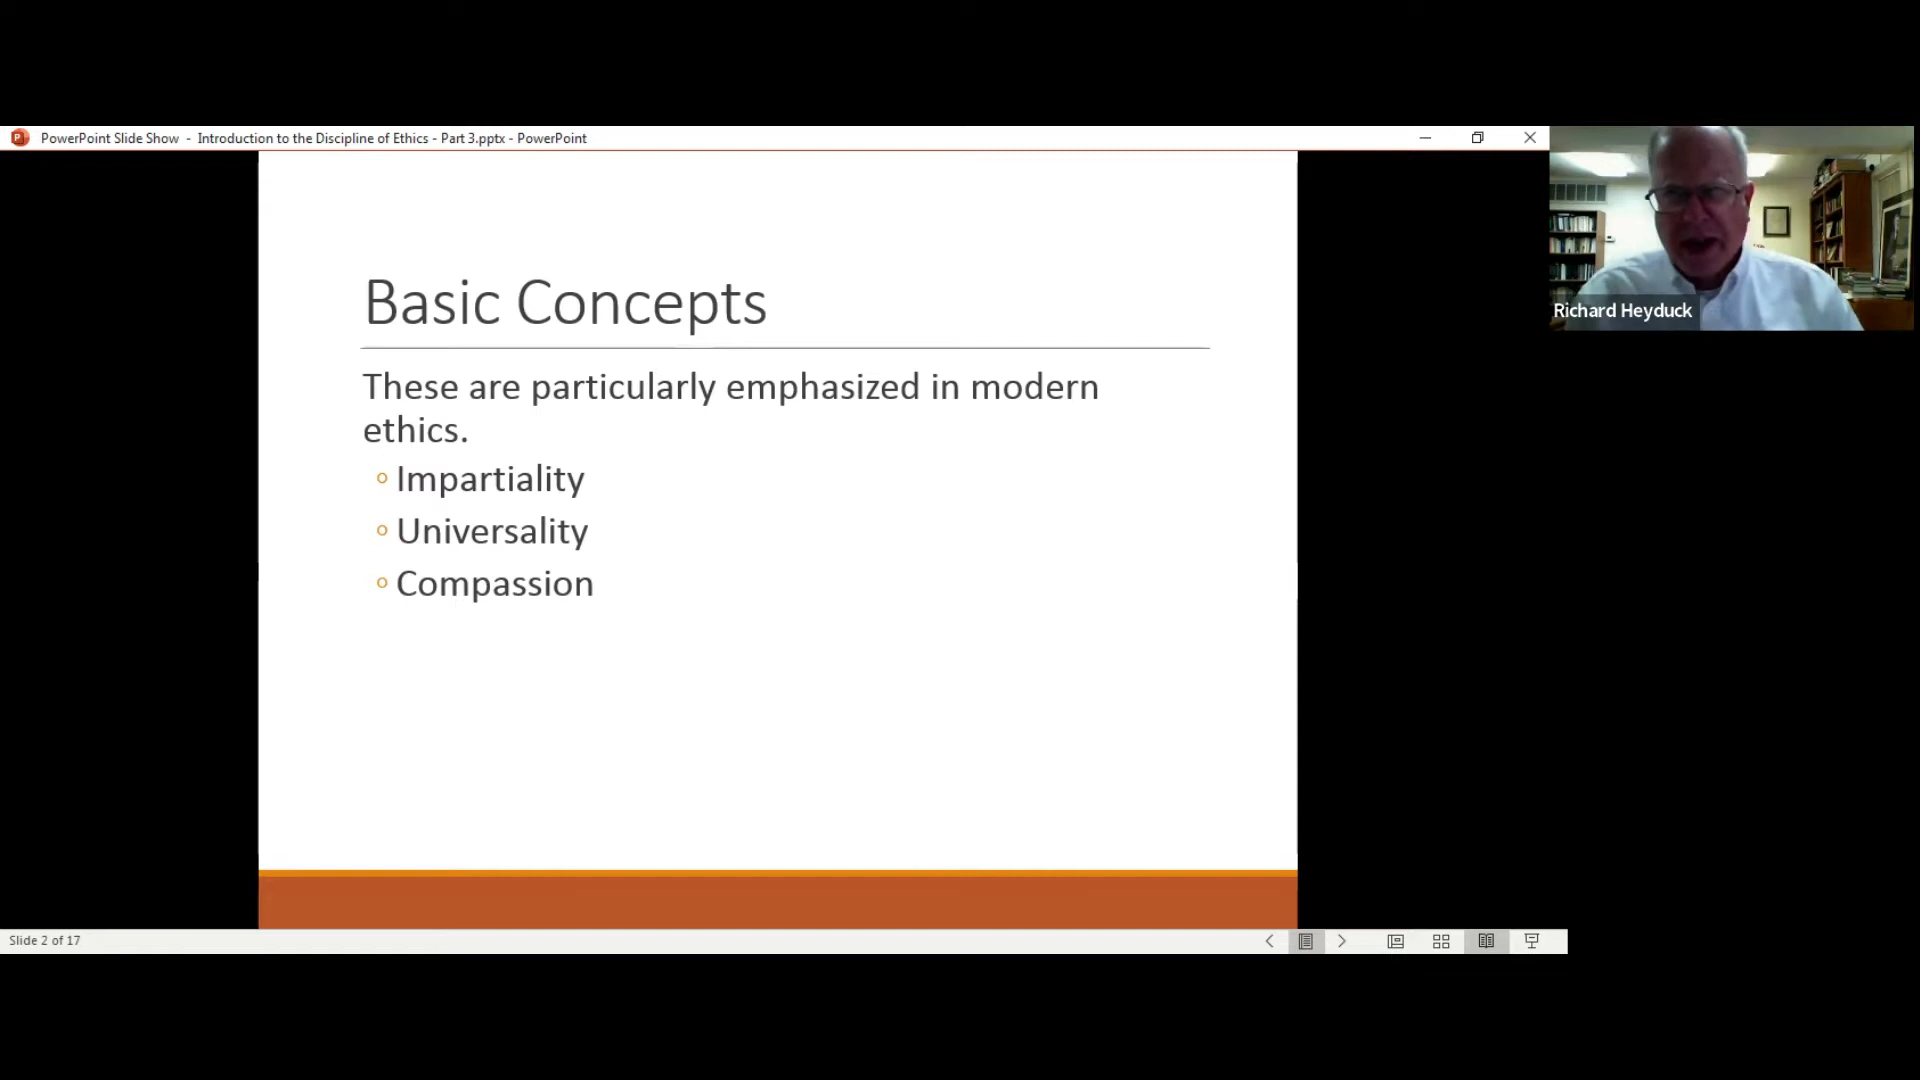 PowerPoint Slide Show - Introduction to the Discipline of Ethics - Part 3.pptx - PowerPoint
Richard Heyduck
Basic Concepts
These are particularly emphasized in modern
ethics.
Impartiality
Universality
Compassion
Slide 2 of 17